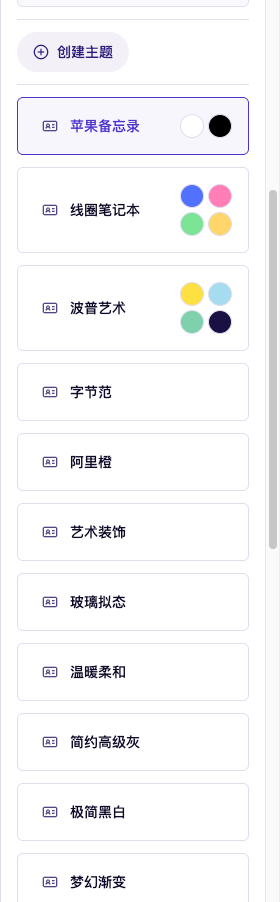 创建主题
苹果备忘录
线圈笔记本
波普艺术
字节范
阿里橙
艺术装饰
玻璃拟态
温暖柔和
简约高级灰
极简黑白
梦幻渐变